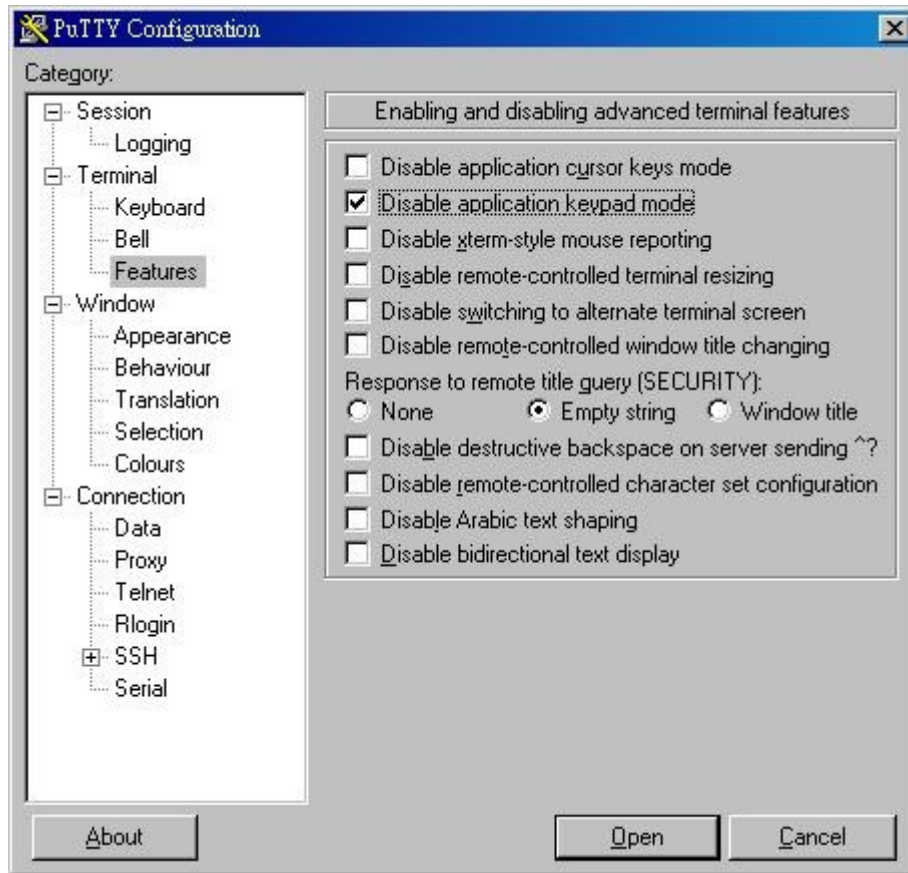 PuTTY Configuration
Category:
Session
Logging
Terminal
Keyboard
Bell
Features
Window
Appearance
Behaviour
Translation
Selection
Colours
Connection
Data
Proxy
Telnet
Rlogin
SSH
Serial
Enabling and disabling advanced terminal features
Disable application cursor keys mode
Disable application keypad mode
Disable xterm-style mouse reporting
Disable remote-controlled terminal resizing
Disable switching to alternate terminal screen
Disable remote-controlled window title changing
Response to remote title query (SECURITY):
None Empty string Window title
Disable destructive backspace on server sending ^?
Disable remote-controlled character set configuration
Disable Arabic text shaping
Disable bidirectional text display
About Open Cancel